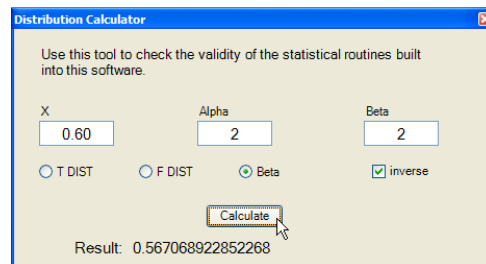 Distribution Calculator
Use this tool to check the validity of the statistical routines built
into this software.
X Alpha Beta
0.60 2 2
T DIST F DIST Beta inverse
Calculate
Result: 0.567068922852268